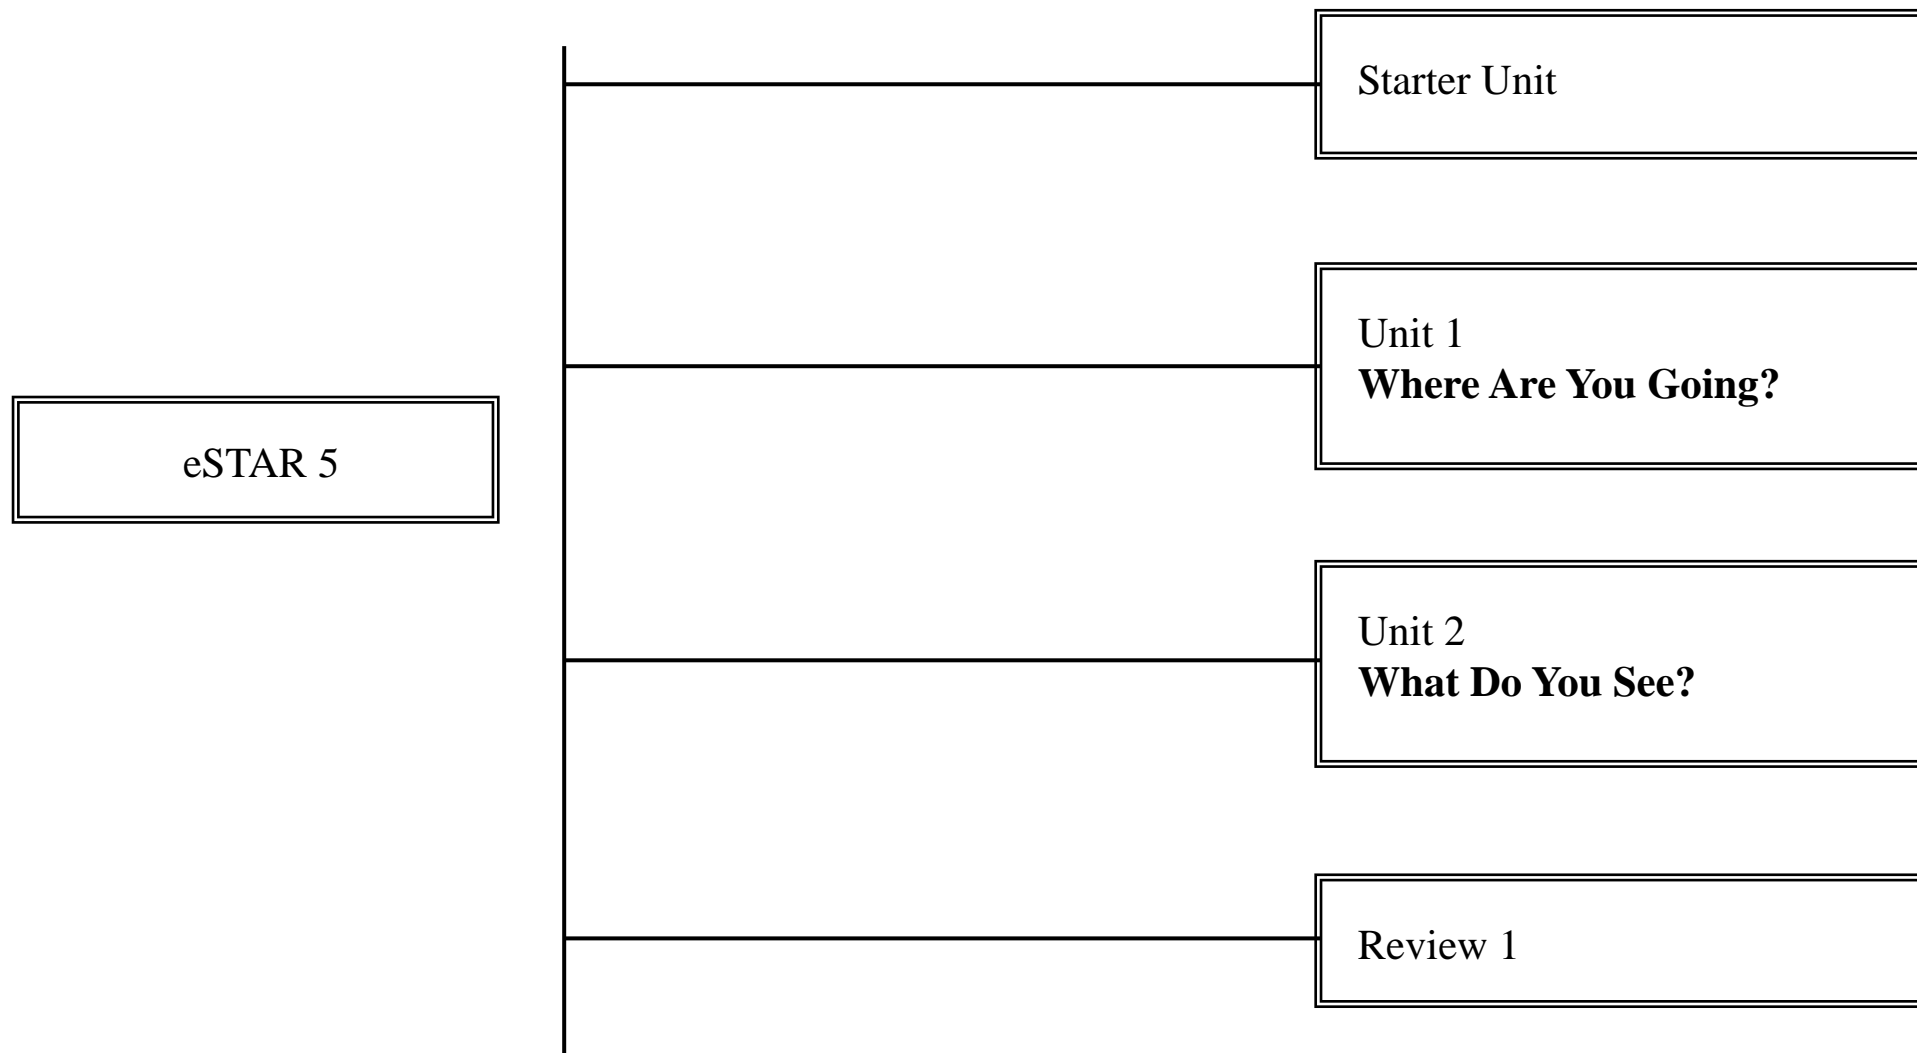 eSTAR 5
Starter Unit
Unit 1
Where Are You Going?
Unit 2
What Do You See?
Review 1